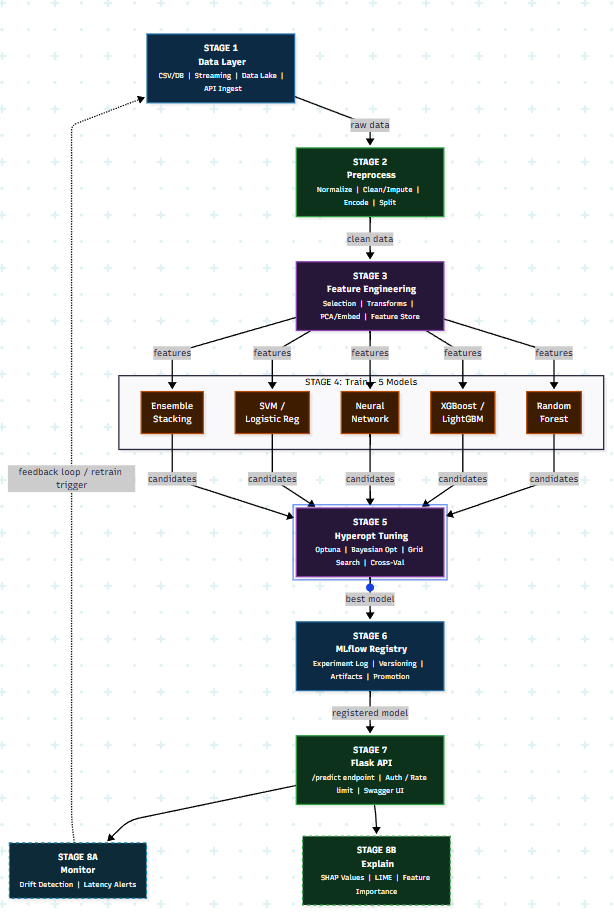 STAGE 1
Data Layer
CSV/DB | Streaming | Data Lake |
API Ingest
raw data
STAGE 2
Preprocess
Normalize | Clean/Impute |
Encode | Split
clean data
STAGE 3
Feature Engineering
Selection | Transforms |
PCA/Embed | Feature Store
features
features
features
features
features
STAGE 4: Train - 5 Models
Ensemble
Stacking
SVM /
Logistic Reg
Neural
Network
XGBoost /
LightGBM
Random
Forest
feedback loop / retrain
trigger
candidates
candidates
candidates
candidates
candidates
STAGE 5
Hyperopt Tuning
Optuna | Bayesian Opt | Grid
Search | Cross-Val
best model
STAGE 6
MLflow Registry
Experiment Log | Versioning |
Artifacts | Promotion
registered model
STAGE 7
Flask API
/predict endpoint | Auth / Rate
limit | Swagger UI
STAGE 8A
Monitor
Drift Detection | Latency Alerts
STAGE 8B
Explain
SHAP Values | LIME | Feature
Importance